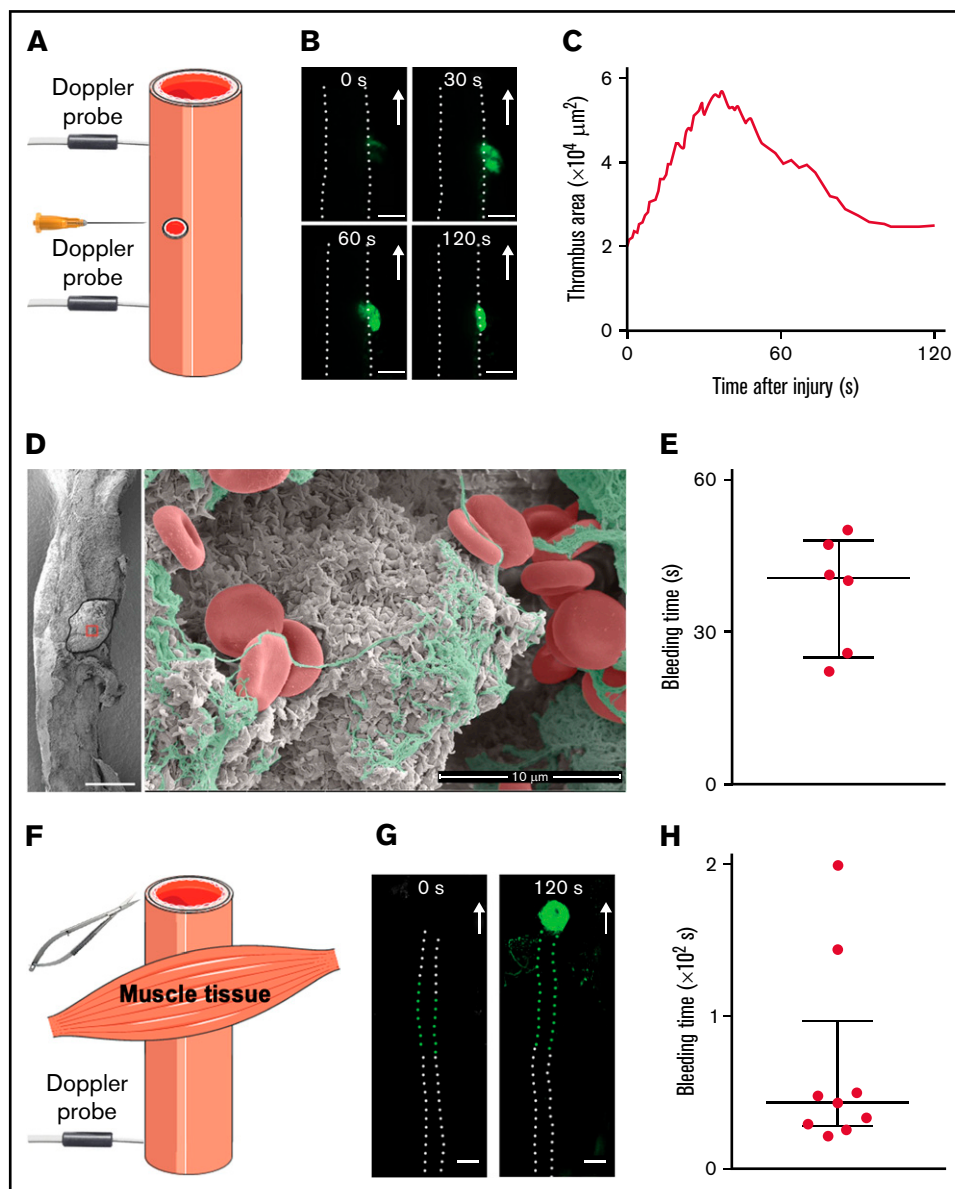 A
Doppler
probe
Doppler
probe
B
0 s
30 s
60 s
120 s
C
Thrombus area (×10⁴ μm²)
6
4
2
0
0
60
120
Time after injury (s)
D
10 μm
E
Bleeding time (s)
60
30
0
F
Muscle tissue
Doppler
probe
G
0 s
120 s
H
Bleeding time (×10² s)
2
1
0